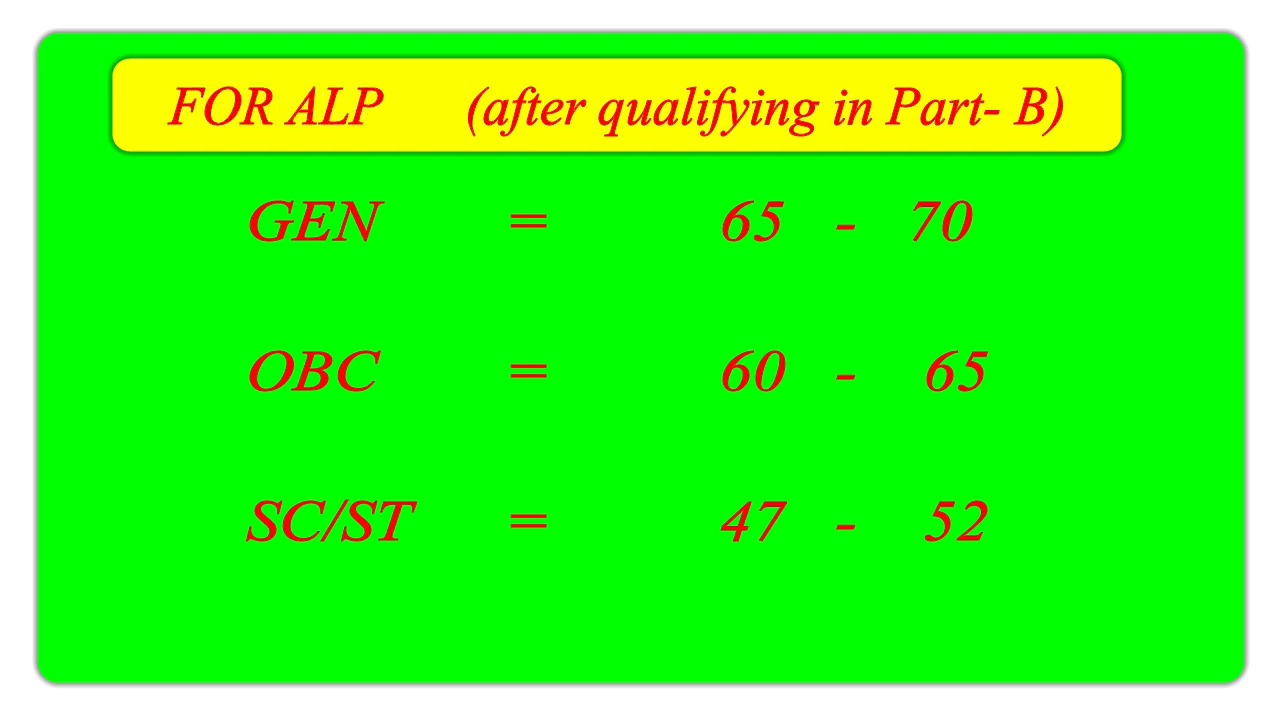 FOR ALP (after qualifying in Part- B)
GEN = 65 - 70
OBC = 60 - 65
SC/ST = 47 - 52